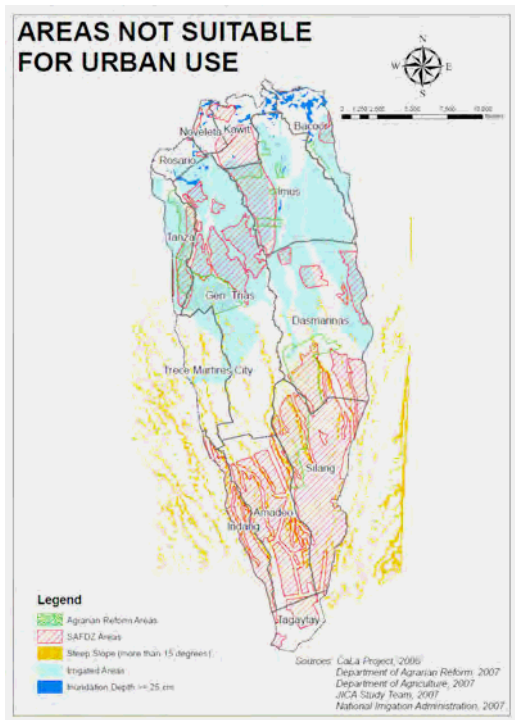 AREAS NOT SUITABLE
FOR URBAN USE
N
W
E
S
Noveleta
Kawit
Bacoor
Rosario
Imus
Tanza
Gen. Trias
Dasmarinas
Trece Martires City
Silang
Amadeo
Indang
Tagaytay
Legend
Agrarian Reform Areas
SAFDZ Areas
Steep Slope (more than 15 degrees)
Irrigated Areas
Inundation Depth >= 25 cm
Sources: CaLa Project, 2006
Department of Agrarian Reform, 2007
Department of Agriculture, 2007
JICA Study Team, 2007
National Irrigation Administration, 2007